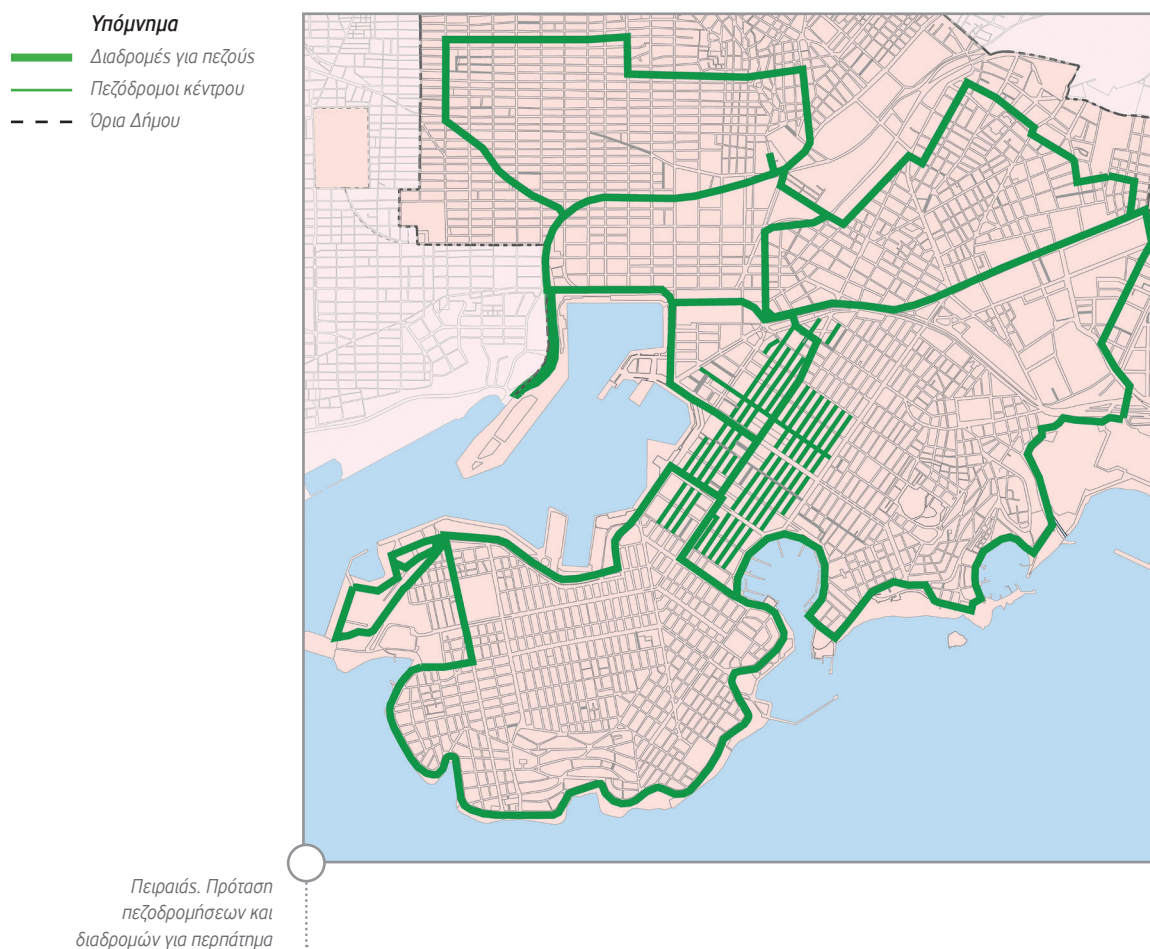 Υπόμνημα
Διαδρομές για πεζούς
Πεζόδρομοι κέντρου
Όρια Δήμου
Πειραιάς. Πρόταση
πεζοδρομήσεων και
διαδρομών για περπάτημα